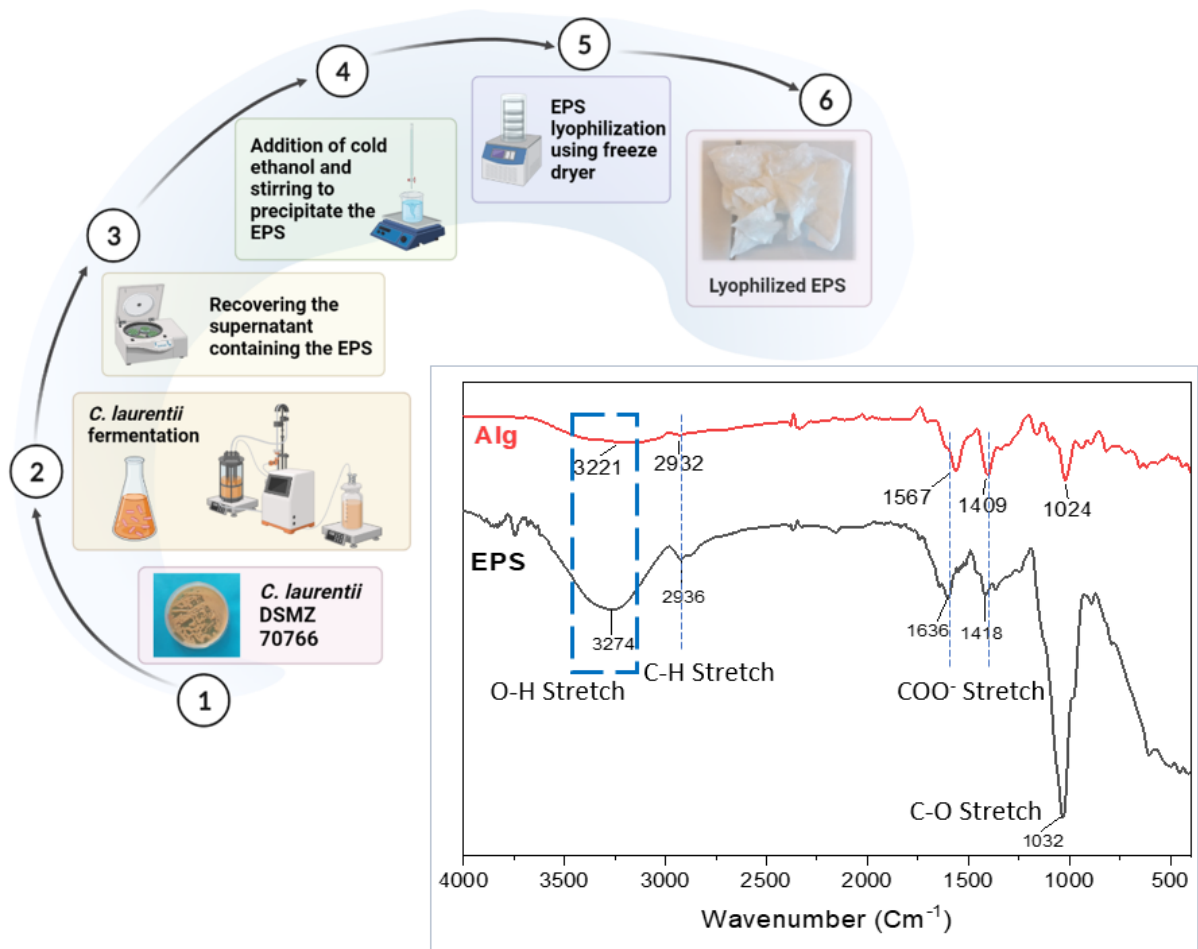 1
C. laurentii
DSMZ
70766
2
C. laurentii
fermentation
3
Recovering the
supernatant
containing the EPS
4
Addition of cold
ethanol and
stirring to
precipitate the
EPS
5
EPS
lyophilization
using freeze
dryer
6
Lyophilized EPS
Alg
3221
2932
1567
1409
1024
EPS
3274
2936
1636
1418
1032
O-H Stretch
C-H Stretch
COO⁻ Stretch
C-O Stretch
4000 3500 3000 2500 2000 1500 1000 500
Wavenumber (Cm⁻¹)